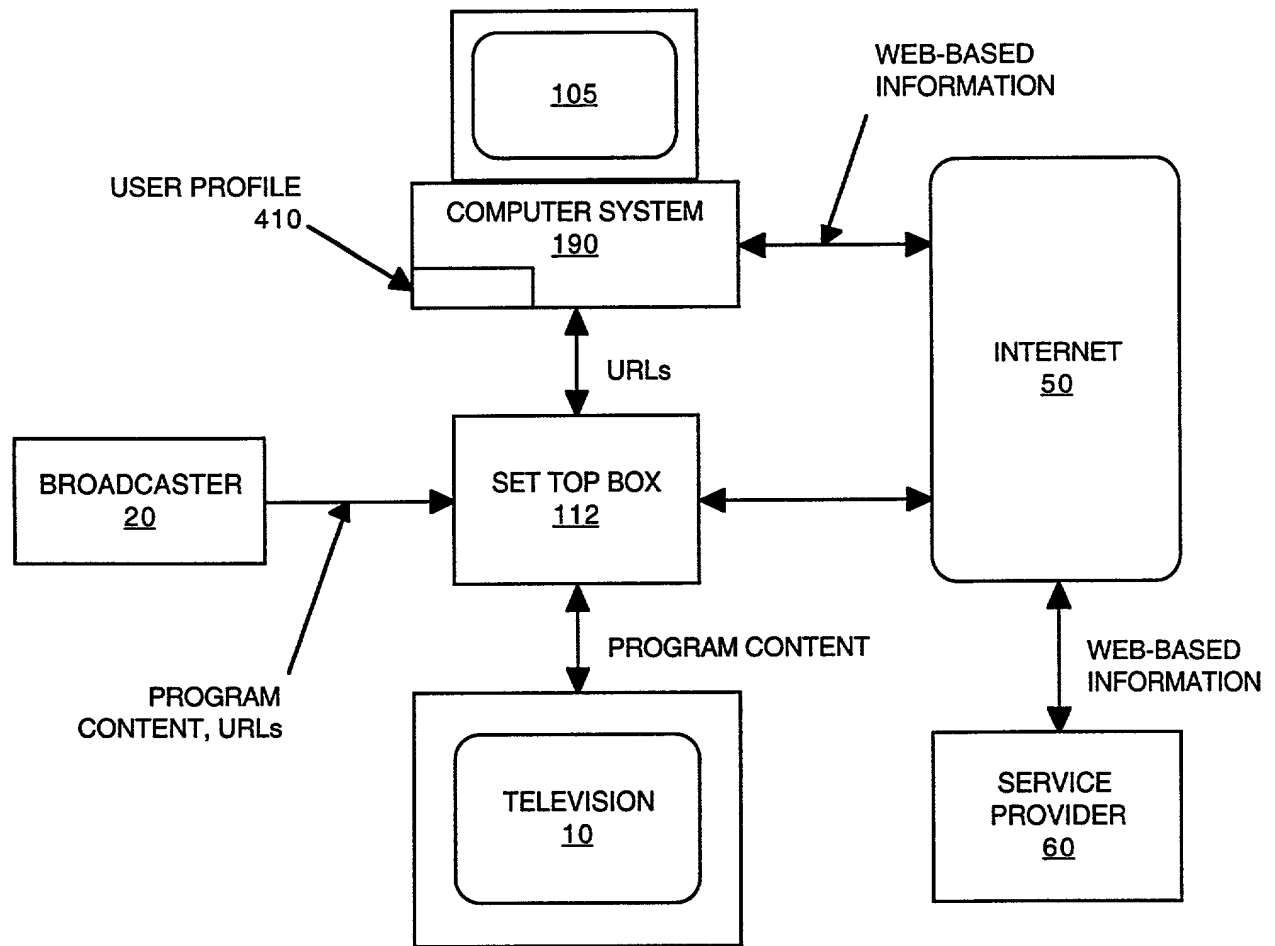 105
WEB-BASED
INFORMATION
USER PROFILE
410
COMPUTER SYSTEM
190
URLs
INTERNET
50
BROADCASTER
20
SET TOP BOX
112
PROGRAM CONTENT
PROGRAM
CONTENT, URLs
WEB-BASED
INFORMATION
TELEVISION
10
SERVICE
PROVIDER
60